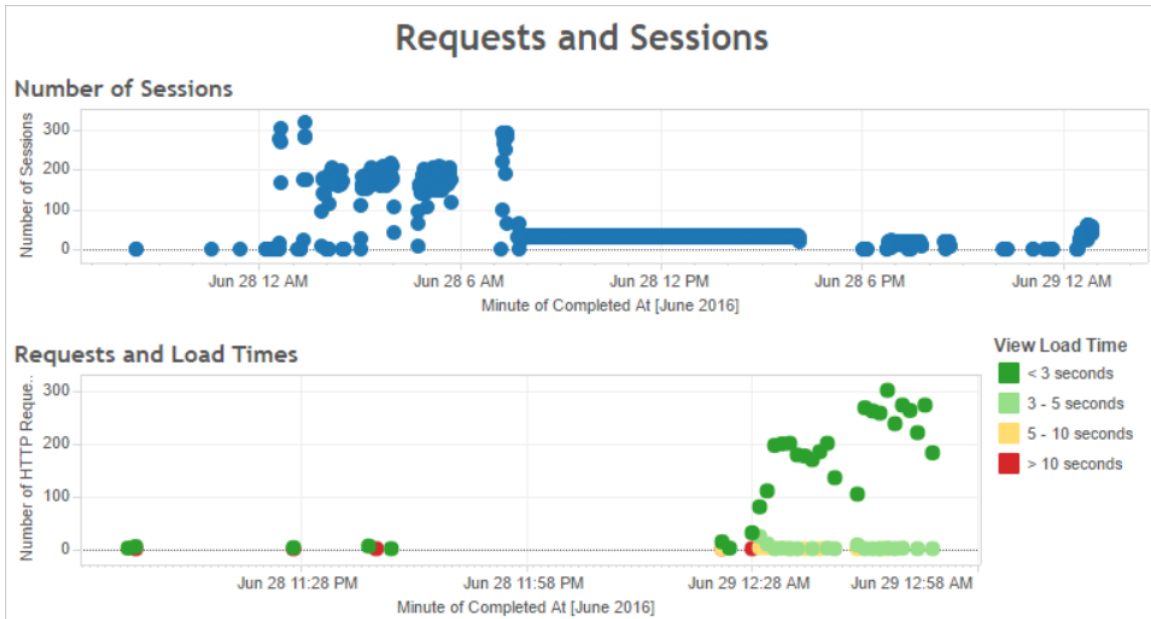 Requests and Sessions
Number of Sessions
Number of Sessions
300
200
100
0
Jun 28 12 AM Jun 28 6 AM Jun 28 12 PM Jun 28 6 PM Jun 29 12 AM
Minute of Completed At [June 2016]
Requests and Load Times
Number of HTTP Reque..
300
200
100
0
Jun 28 11:28 PM Jun 28 11:58 PM Jun 29 12:28 AM Jun 29 12:58 AM
Minute of Completed At [June 2016]
View Load Time
< 3 seconds
3 - 5 seconds
5 - 10 seconds
> 10 seconds